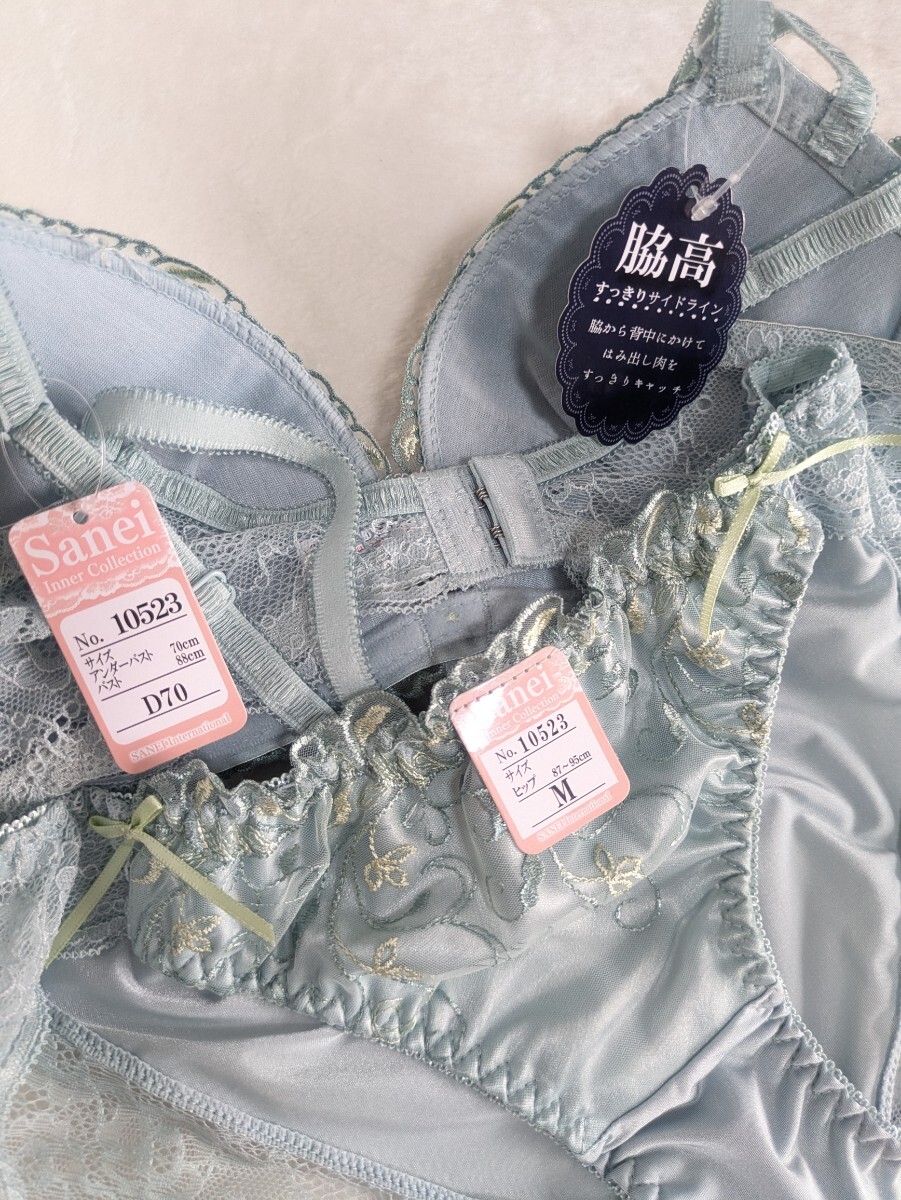 脇高
すっきりサイドライン
脇から背中にかけて
はみ出し肉を
すっきりキャッチ
Sanei
Inner Collection
No. 10523
サイズ
アンダーバスト 70cm
バスト 88cm
D70
SANEI International
Sanei
Inner Collection
No. 10523
サイズ
ヒップ 87~95cm
M
SANEI International